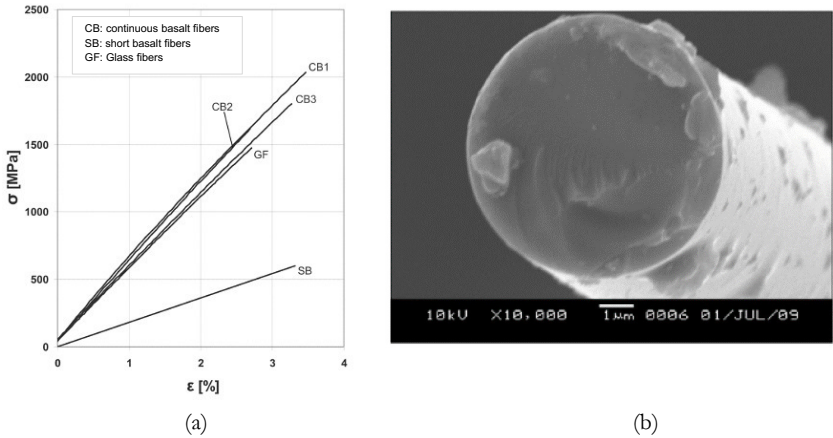 2500
2000
1500
1000
500
0
0
1
2
3
4
σ [MPa]
ε [%]
CB: continuous basalt fibers
SB: short basalt fibers
GF: Glass fibers
CB1
CB2
CB3
GF
SB
(a)
10kV X10,000 1μm 0006 01/JUL/09
(b)